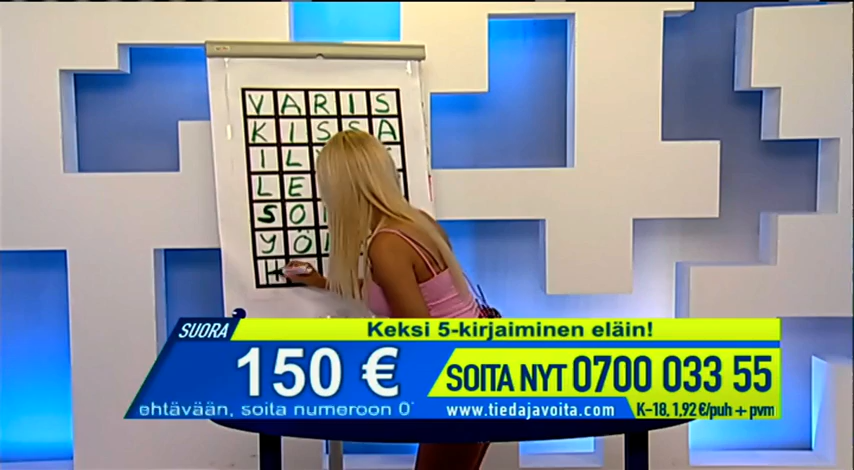 VARIS
KISSA
SUORA
Keksi 5-kirjaiminen eläin!
150 €
SOITA NYT 0700 033 55
ehtävään, soita numeroon 0
www.tiedajavoita.com
K-18, 1,92 €/puh + pvm